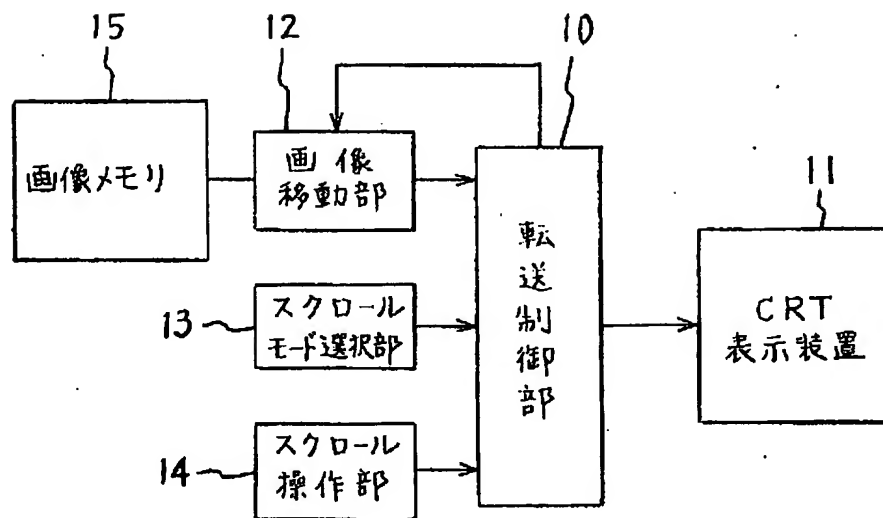 15
12
10
画像メモリ
画像
移動部
11
転
送
制
御
部
CRT
表示装置
13
スクロール
モード選択部
14
スクロール
操作部